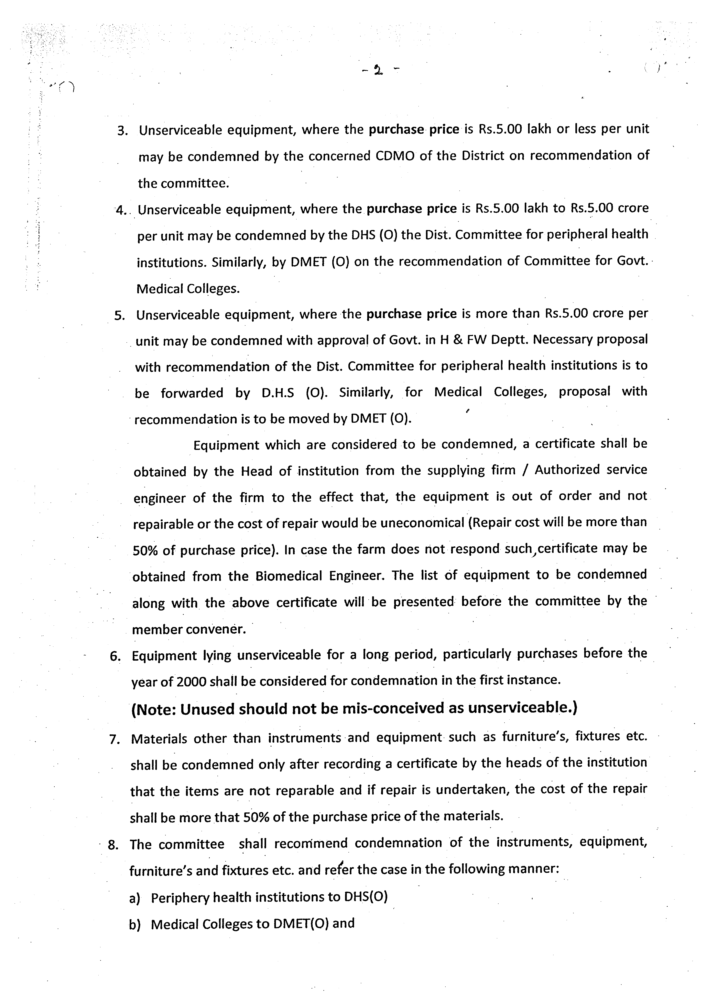 - 2 -
3. Unserviceable equipment, where the purchase price is Rs.5.00 lakh or less per unit
may be condemned by the concerned CDMO of the District on recommendation of
the committee.
4. Unserviceable equipment, where the purchase price is Rs.5.00 lakh to Rs.5.00 crore
per unit may be condemned by the DHS (O) the Dist. Committee for peripheral health
institutions. Similarly, by DMET (O) on the recommendation of Committee for Govt.
Medical Colleges.
5. Unserviceable equipment, where the purchase price is more than Rs.5.00 crore per
unit may be condemned with approval of Govt. in H & FW Deptt. Necessary proposal
with recommendation of the Dist. Committee for peripheral health institutions is to
be forwarded by D.H.S (O). Similarly, for Medical Colleges, proposal with
recommendation is to be moved by DMET (O).
Equipment which are considered to be condemned, a certificate shall be
obtained by the Head of institution from the supplying firm / Authorized service
engineer of the firm to the effect that, the equipment is out of order and not
repairable or the cost of repair would be uneconomical (Repair cost will be more than
50% of purchase price). In case the farm does not respond such,certificate may be
obtained from the Biomedical Engineer. The list of equipment to be condemned
along with the above certificate will be presented before the committee by the
member convener.
6. Equipment lying unserviceable for a long period, particularly purchases before the
year of 2000 shall be considered for condemnation in the first instance.
(Note: Unused should not be mis-conceived as unserviceable.)
7. Materials other than instruments and equipment such as furniture's, fixtures etc.
shall be condemned only after recording a certificate by the heads of the institution
that the items are not reparable and if repair is undertaken, the cost of the repair
shall be more that 50% of the purchase price of the materials.
8. The committee shall recommend condemnation of the instruments, equipment,
furniture's and fixtures etc. and refer the case in the following manner:
a) Periphery health institutions to DHS(O)
b) Medical Colleges to DMET(O) and